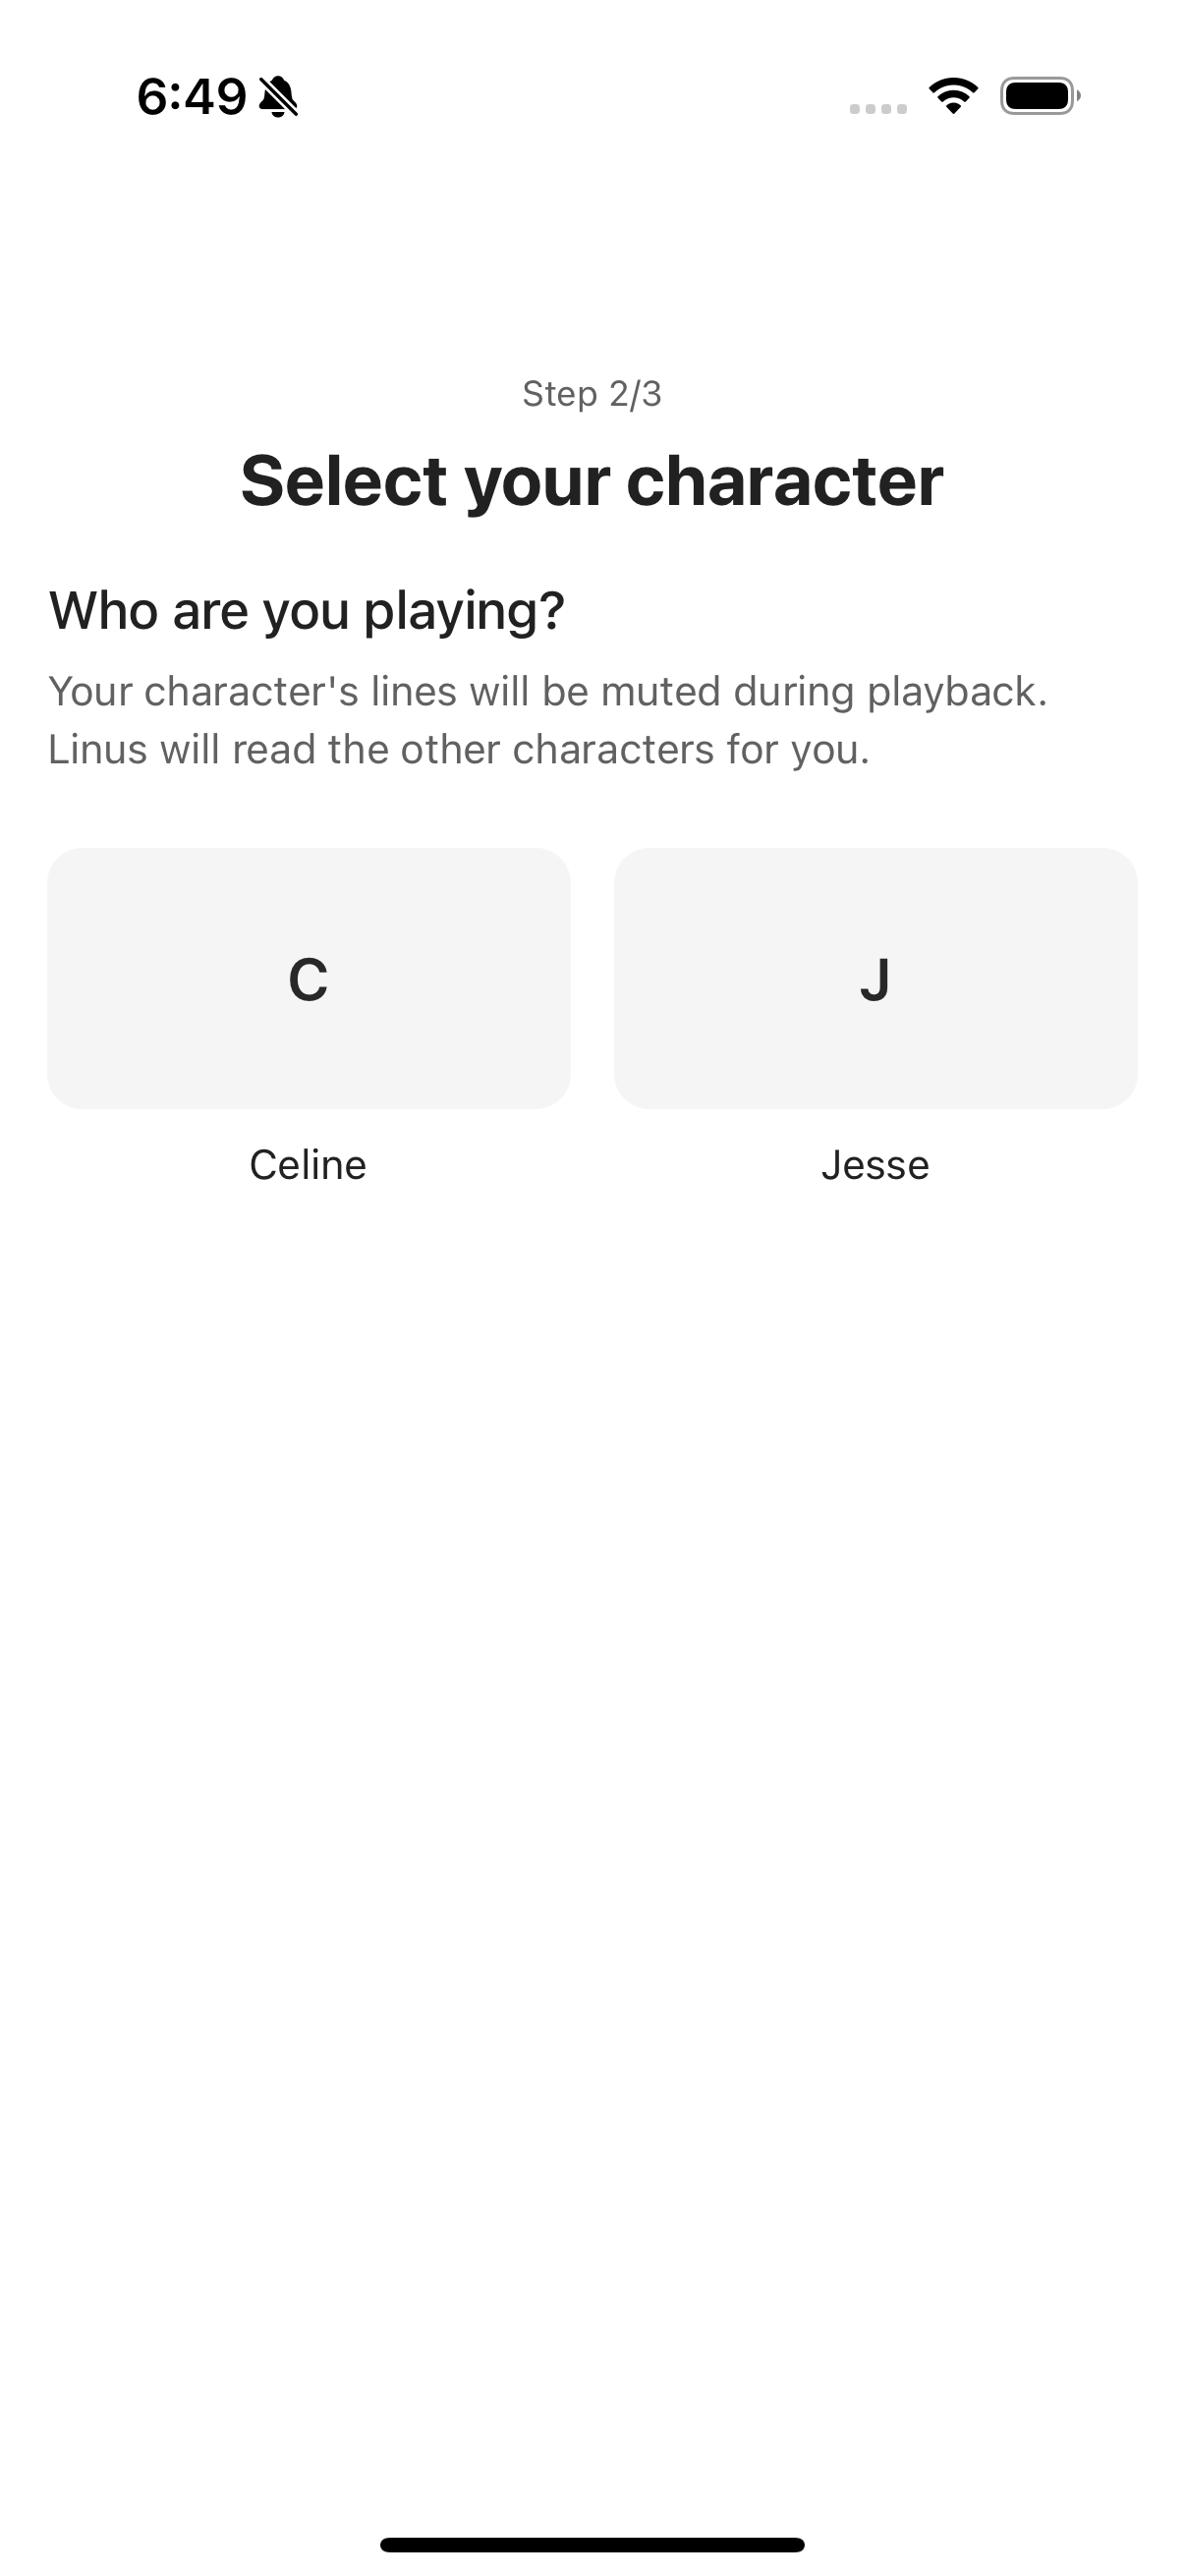 6:49
Step 2/3
Select your character
Who are you playing?
Your character's lines will be muted during playback.
Linus will read the other characters for you.
C
J
Celine
Jesse